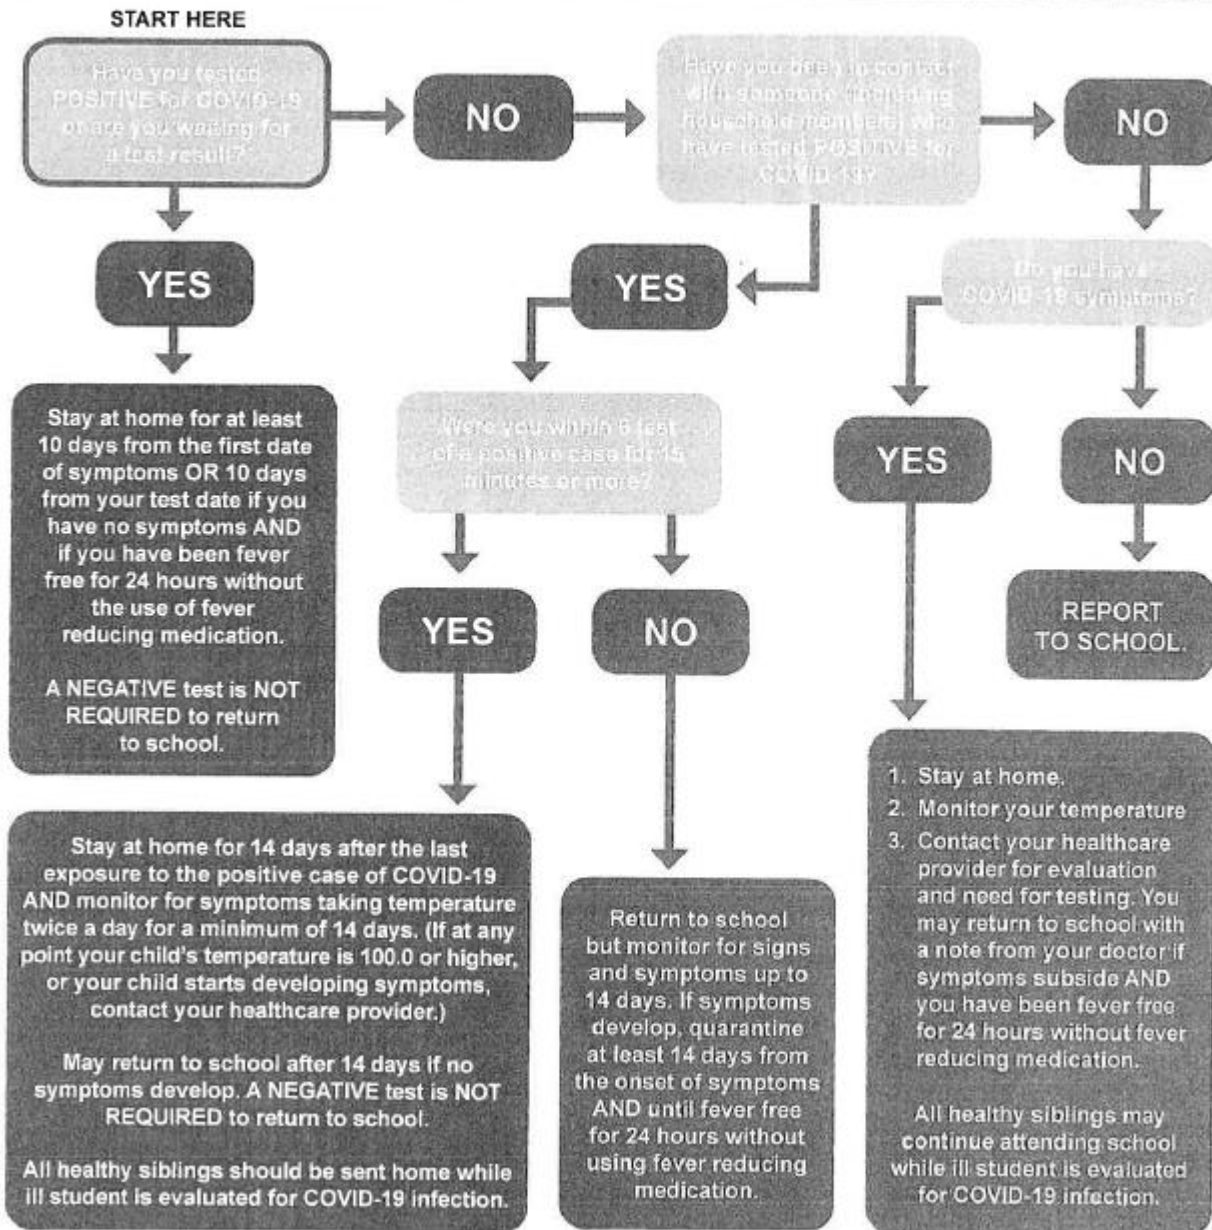 START HERE
Have you tested
POSITIVE for COVID-19
or are you waiting for
a test result?
NO
Have you been in contact
with someone (including
household members) who
have tested POSITIVE for
COVID-19?
NO
YES
YES
Do you have
COVID-19 symptoms?
Stay at home for at least
10 days from the first date
of symptoms OR 10 days
from your test date if you
have no symptoms AND
if you have been fever
free for 24 hours without
the use of fever
reducing medication.
A NEGATIVE test is NOT
REQUIRED to return
to school.
Were you within 6 feet
of a positive case for 15
minutes or more?
YES
NO
YES
NO
REPORT
TO SCHOOL.
Stay at home for 14 days after the last
exposure to the positive case of COVID-19
AND monitor for symptoms taking temperature
twice a day for a minimum of 14 days. (If at any
point your child's temperature is 100.0 or higher,
or your child starts developing symptoms,
contact your healthcare provider.)
May return to school after 14 days if no
symptoms develop. A NEGATIVE test is NOT
REQUIRED to return to school.
All healthy siblings should be sent home while
ill student is evaluated for COVID-19 infection.
Return to school
but monitor for signs
and symptoms up to
14 days. If symptoms
develop, quarantine
at least 14 days from
the onset of symptoms
AND until fever free
for 24 hours without
using fever reducing
medication.
1. Stay at home.
2. Monitor your temperature
3. Contact your healthcare
provider for evaluation
and need for testing. You
may return to school with
a note from your doctor if
symptoms subside AND
you have been fever free
for 24 hours without fever
reducing medication.
All healthy siblings may
continue attending school
while ill student is evaluated
for COVID-19 infection.